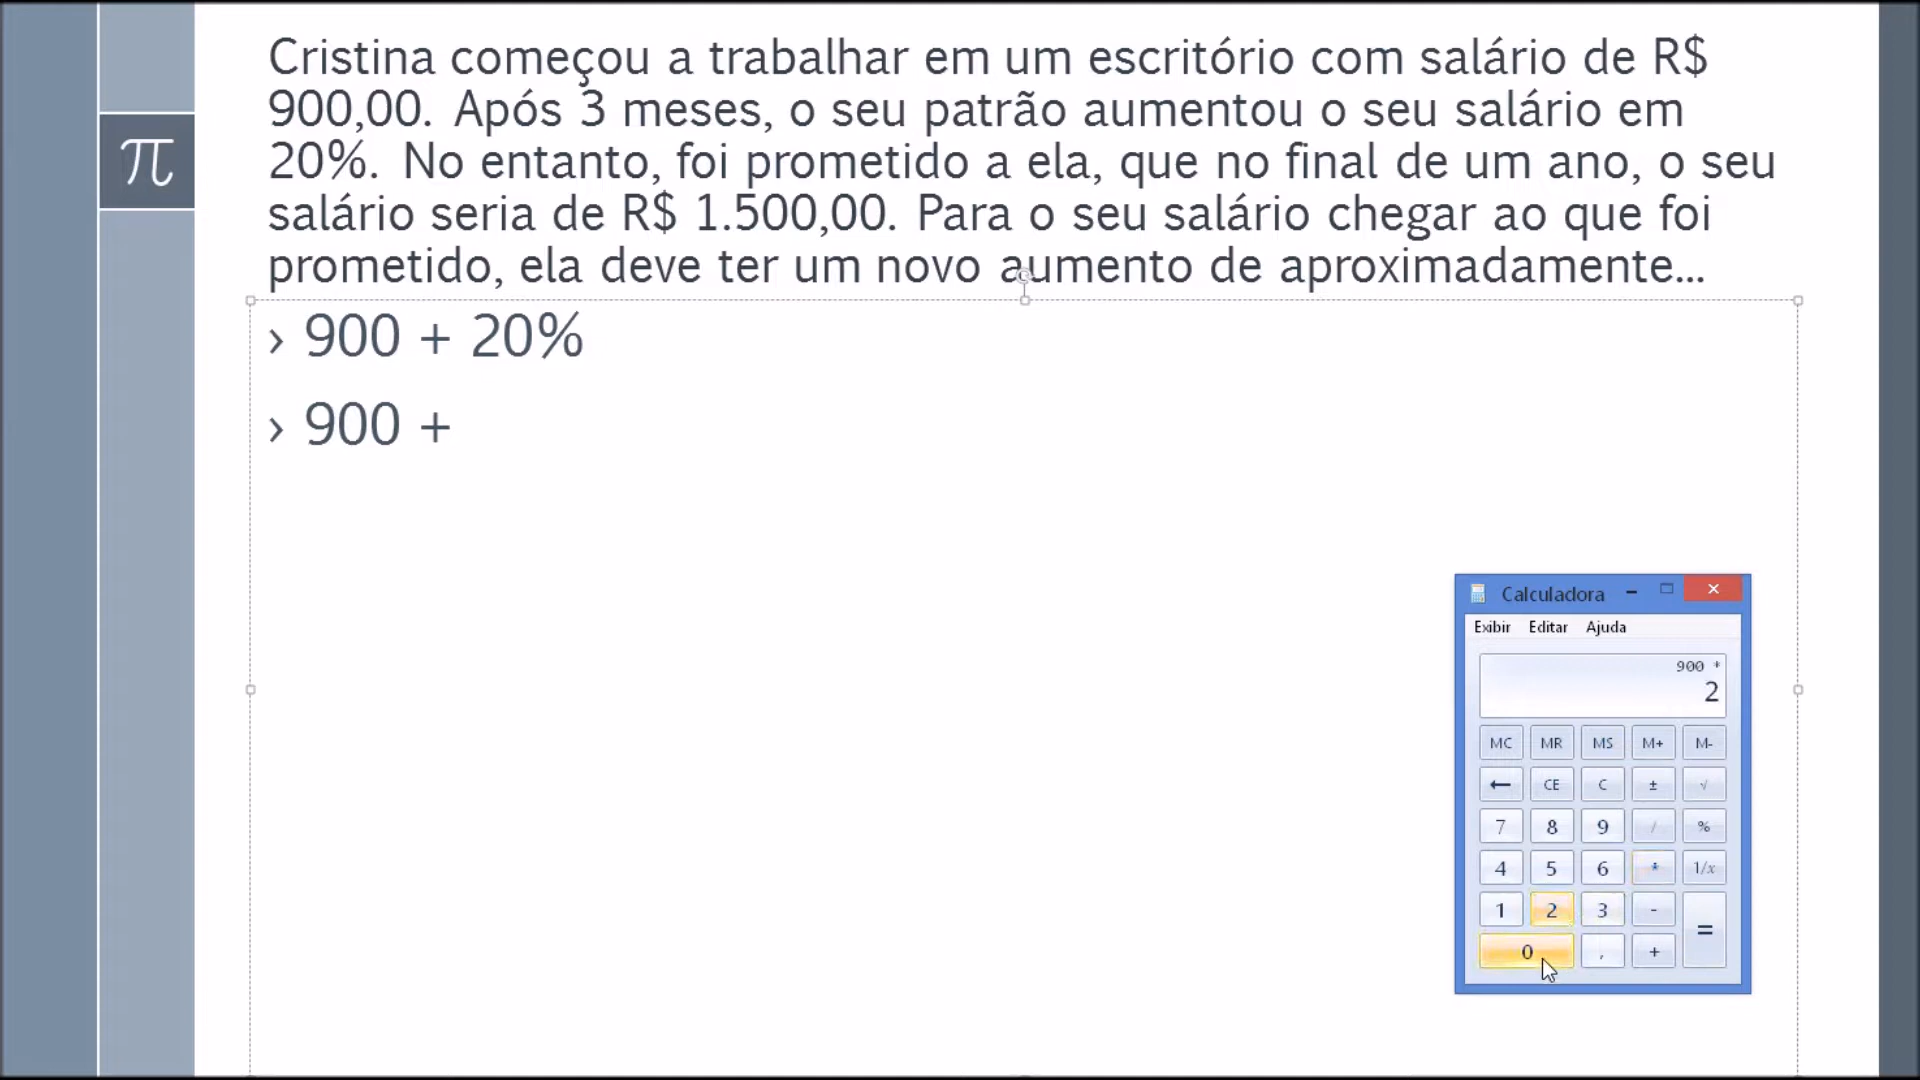 Cristina começou a trabalhar em um escritório com salário de R$
900,00. Após 3 meses, o seu patrão aumentou o seu salário em
20%. No entanto, foi prometido a ela, que no final de um ano, o seu
salário seria de R$ 1.500,00. Para o seu salário chegar ao que foi
prometido, ela deve ter um novo aumento de aproximadamente...
π
› 900 + 20%
› 900 +
Calculadora
Exibir Editar Ajuda
900 *
2
MC MR MS M+ M-
← CE C ± √
7 8 9 / %
4 5 6 * 1/x
1 2 3 - =
0 , +